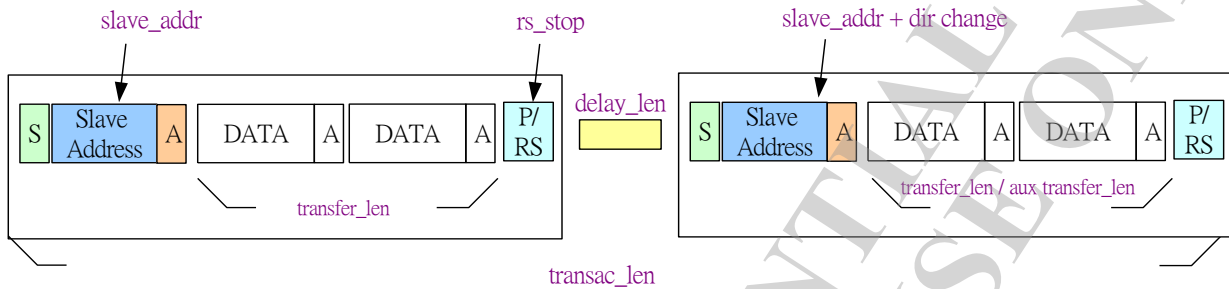 slave_addr
rs_stop
slave_addr + dir change
S
Slave
Address
A
DATA
A
DATA
A
P/
RS
delay_len
S
Slave
Address
A
DATA
A
DATA
A
P/
RS
transfer_len
transfer_len / aux transfer_len
transac_len